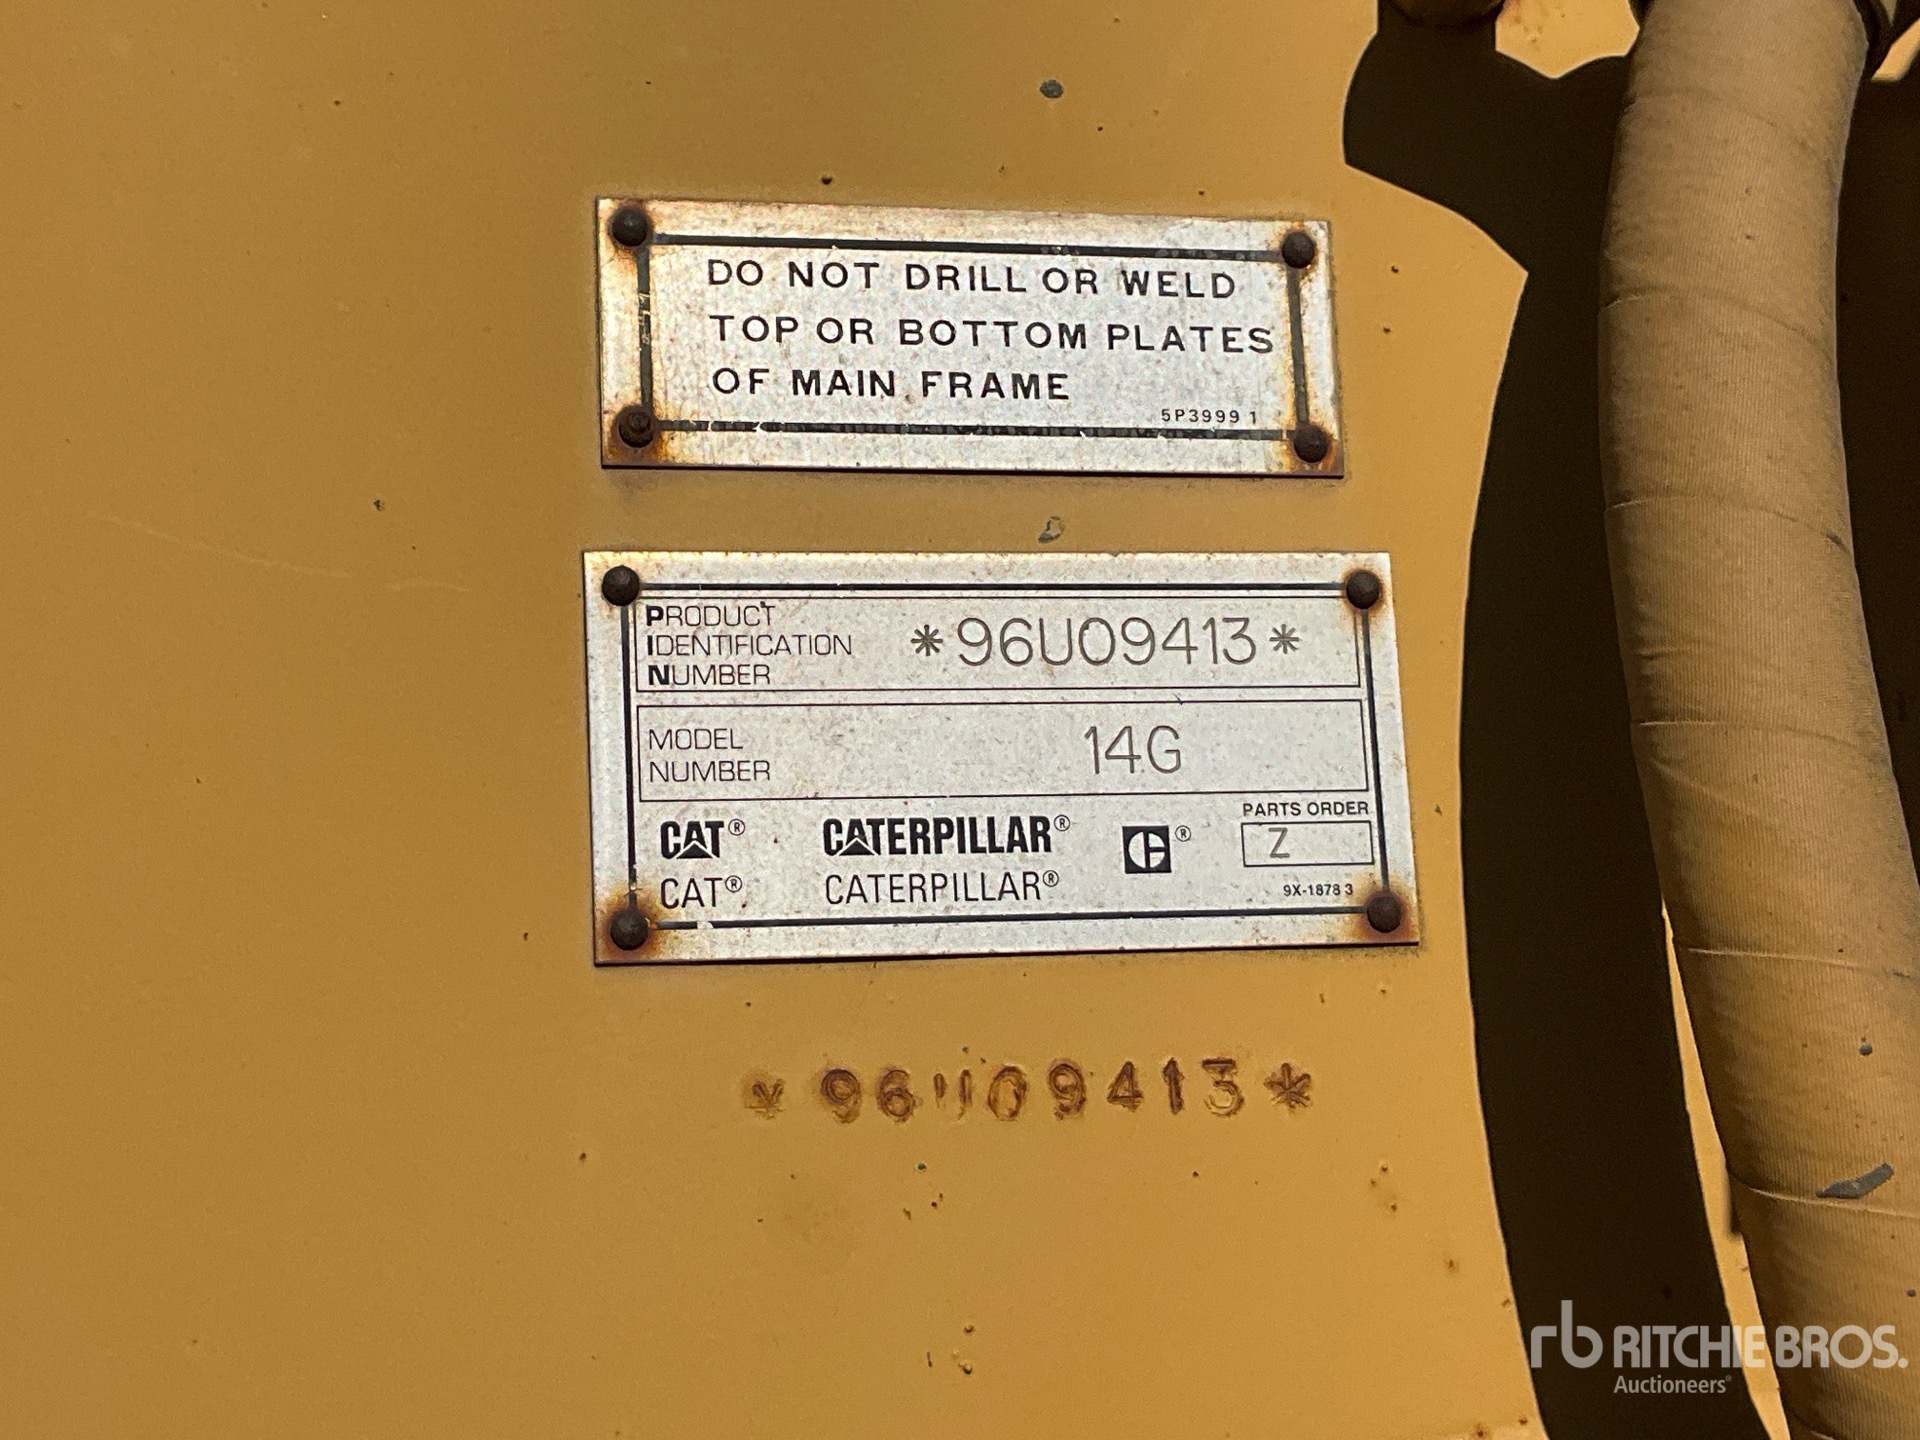 DO NOT DRILL OR WELD
TOP OR BOTTOM PLATES
OF MAIN FRAME
5P3999 1
PRODUCT
IDENTIFICATION
NUMBER
*96U09413*
MODEL
NUMBER
14G
PARTS ORDER
Z
CAT® CATERPILLAR® C®
CAT® CATERPILLAR®
9X-1878 3
*96U09413*
rb RITCHIE BROS.
Auctioneers®